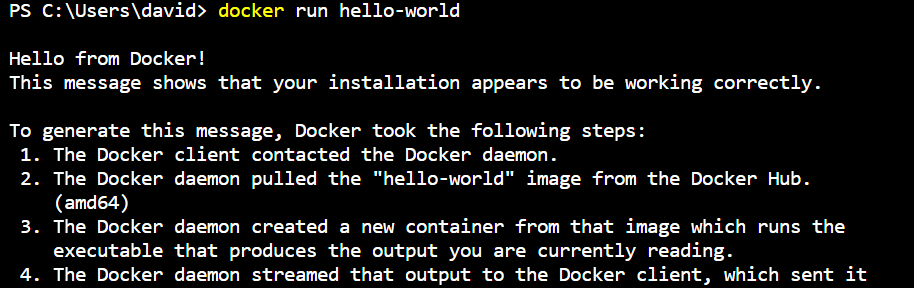 PS C:\Users\david> docker run hello-world
Hello from Docker!
This message shows that your installation appears to be working correctly.
To generate this message, Docker took the following steps:
1. The Docker client contacted the Docker daemon.
2. The Docker daemon pulled the "hello-world" image from the Docker Hub.
(amd64)
3. The Docker daemon created a new container from that image which runs the
executable that produces the output you are currently reading.
4. The Docker daemon streamed that output to the Docker client, which sent it